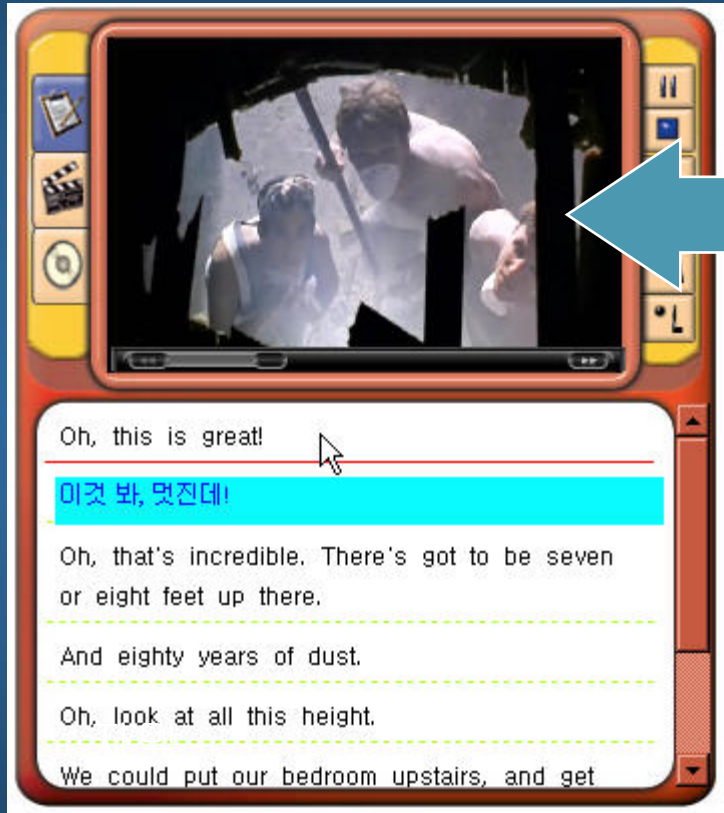 Oh, this is great!
이것 봐, 멋진데!
Oh, that's incredible. There's got to be seven
or eight feet up there.
And eighty years of dust.
Oh, look at all this height.
We could put our bedroom upstairs, and get